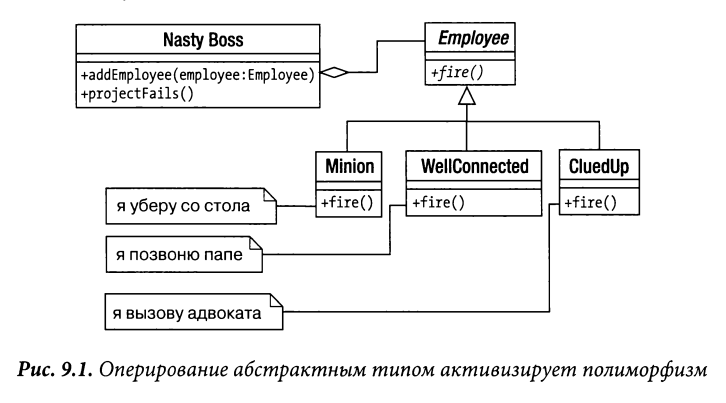 Nasty Boss
+addEmployee(employee:Employee)
+projectFails()
Employee
+fire()
Minion
+fire()
WellConnected
+fire()
CluedUp
+fire()
я уберу со стола
я позвоню папе
я вызову адвоката
Рис. 9.1. Оперирование абстрактным типом активизирует полиморфизм